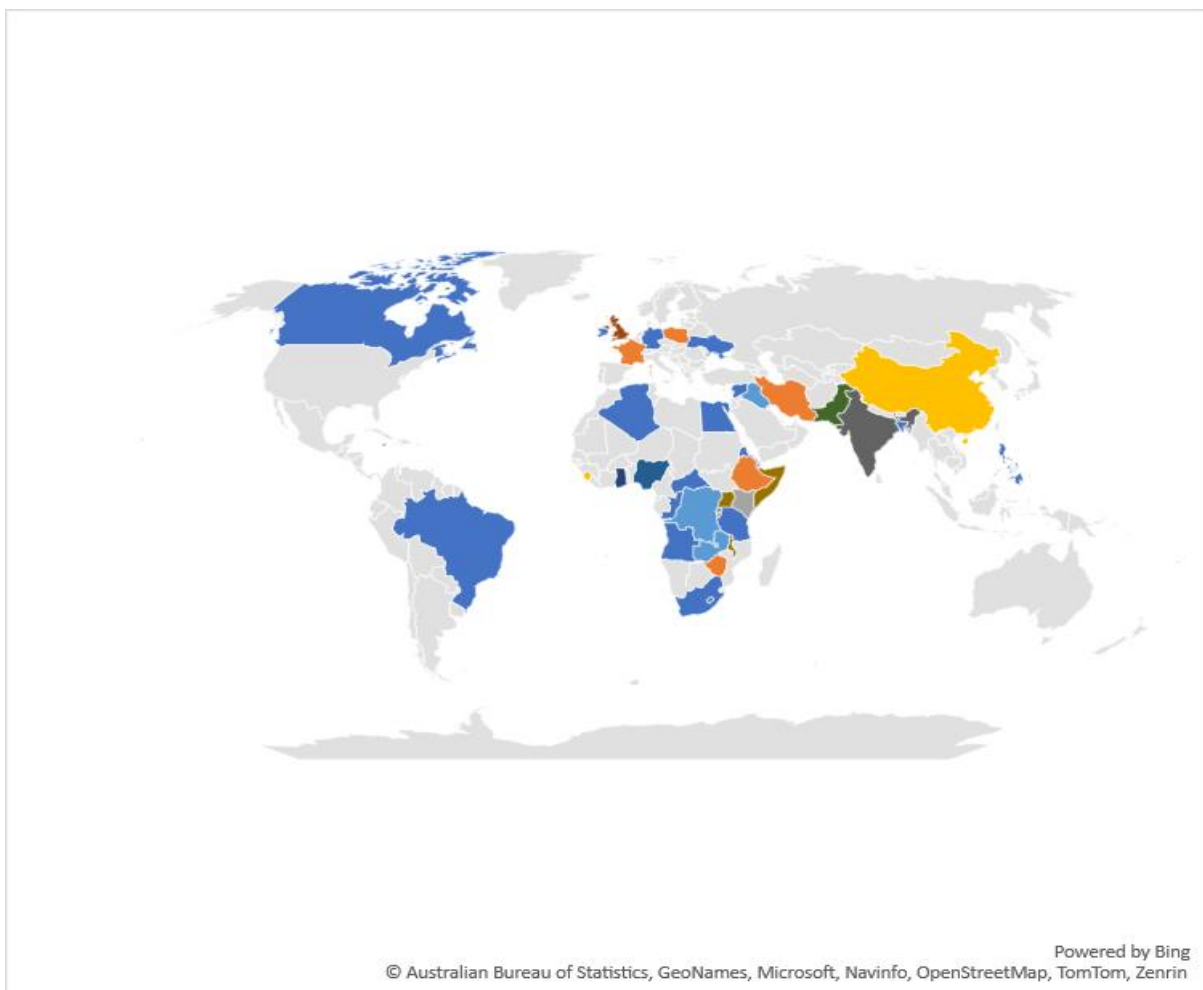 Powered by Bing
© Australian Bureau of Statistics, GeoNames, Microsoft, Navinfo, OpenStreetMap, TomTom, Zenrin